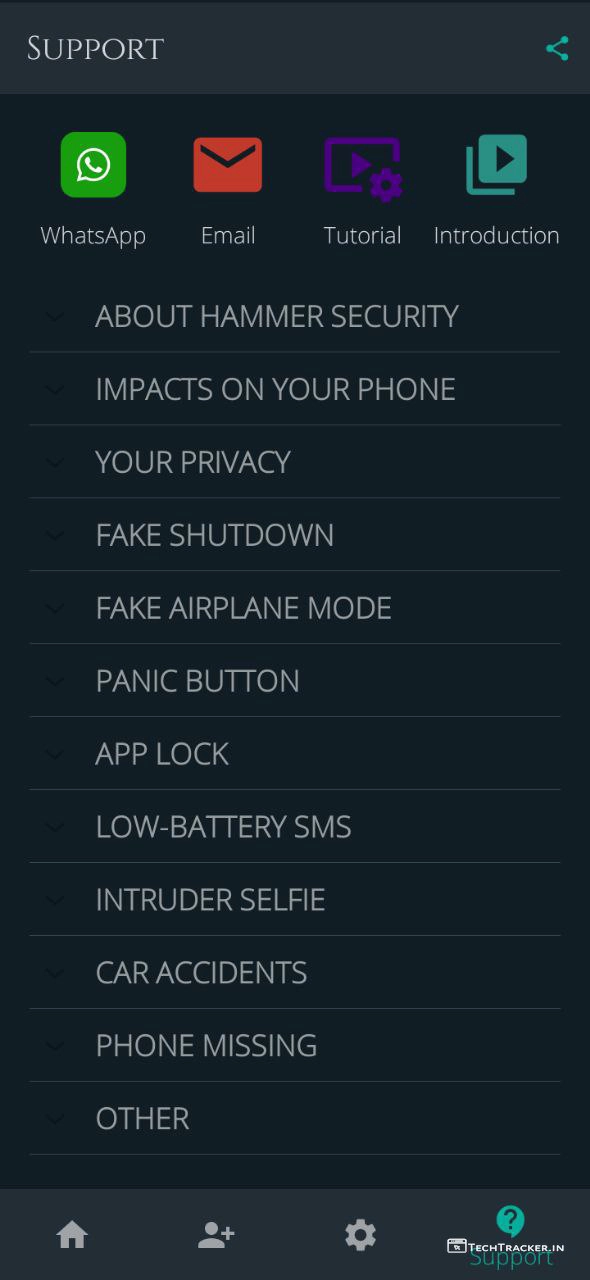 Support
WhatsApp Email Tutorial Introduction
ABOUT HAMMER SECURITY
IMPACTS ON YOUR PHONE
YOUR PRIVACY
FAKE SHUTDOWN
FAKE AIRPLANE MODE
PANIC BUTTON
APP LOCK
LOW-BATTERY SMS
INTRUDER SELFIE
CAR ACCIDENTS
PHONE MISSING
OTHER
TECHTRACKER.IN
Support